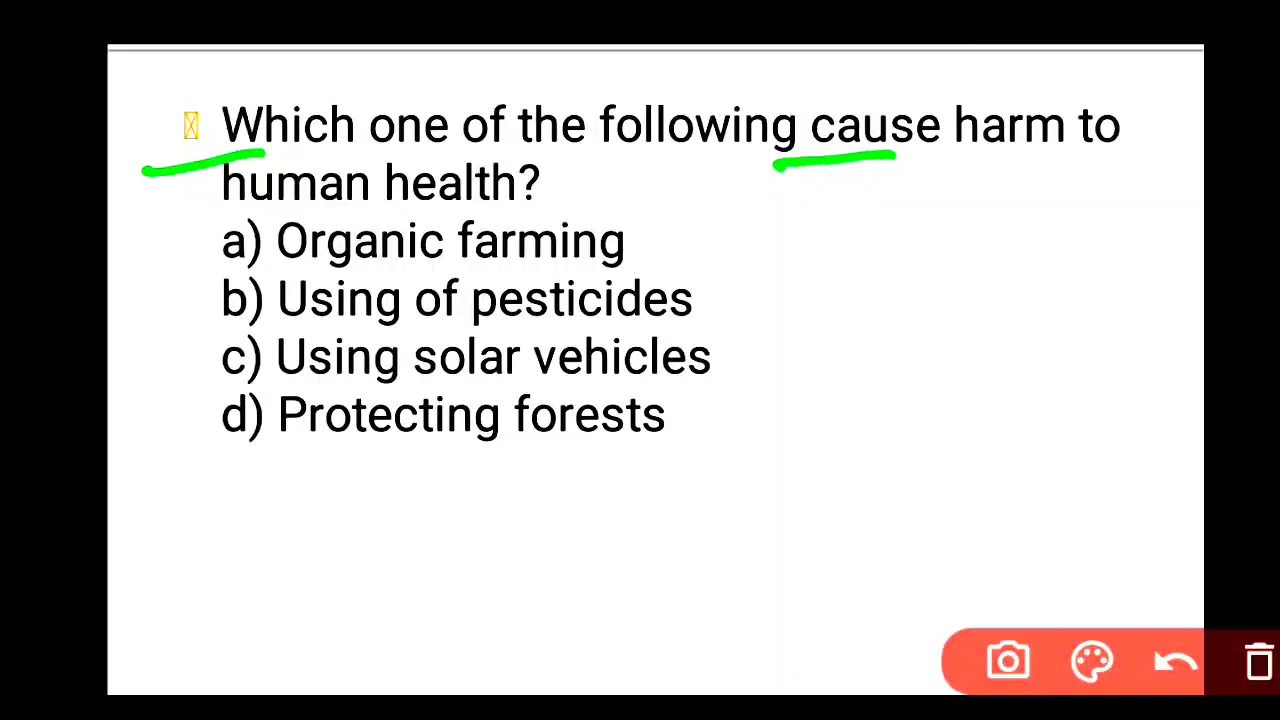 Which one of the following cause harm to
human health?
a) Organic farming
b) Using of pesticides
c) Using solar vehicles
d) Protecting forests